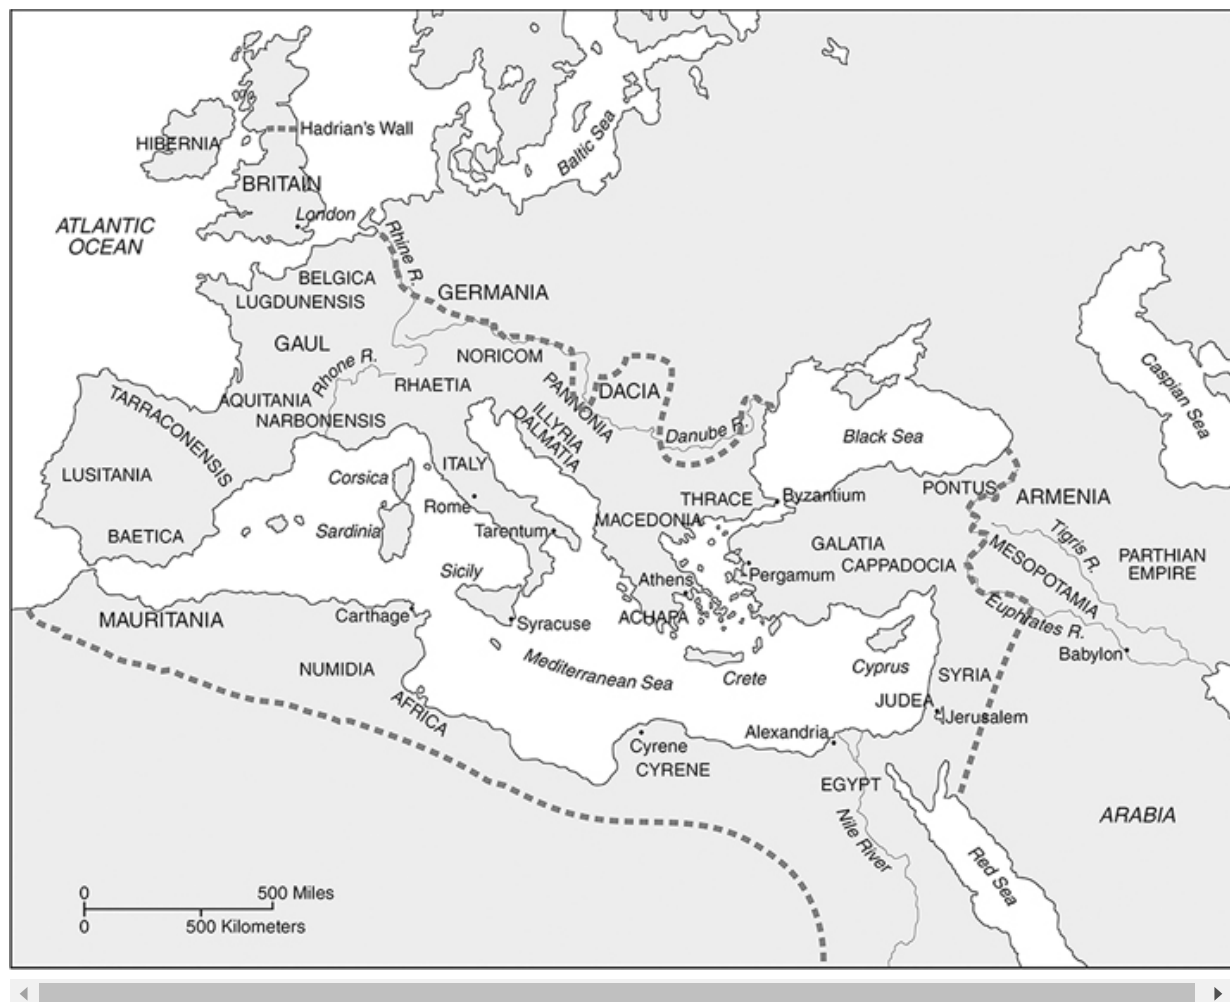 Hadrian's Wall
HIBERNIA
BRITAIN
London
Baltic Sea
ATLANTIC
OCEAN
Rhine R.
BELGICA
LUGDUNENSIS
GERMANIA
GAUL
NORICOM
Rhone R.
RHAETIA
AQUITANIA
NARBONENSIS
PANNONIA
DACIA
ILLYRIA
DALMATIA
Danube R.
Black Sea
Caspian Sea
TARRACONENSIS
LUSITANIA
BAETICA
Corsica
ITALY
Rome
Sardinia
Tarentum
Sicily
THRACE
Byzantium
MACEDONIA
PONTUS
ARMENIA
GALATIA
CAPPADOCIA
Tigris R.
MESOPOTAMIA
PARTHIAN
EMPIRE
Athens
Pergamum
ACHAPA
Euphrates R.
Babylon
MAURITANIA
Carthage
Syracuse
NUMIDIA
Mediterranean Sea
Crete
Cyprus
SYRIA
JUDEA
Jerusalem
AFRICA
Cyrene
CYRENE
Alexandria
EGYPT
Nile River
Red Sea
ARABIA
0 500 Miles
0 500 Kilometers